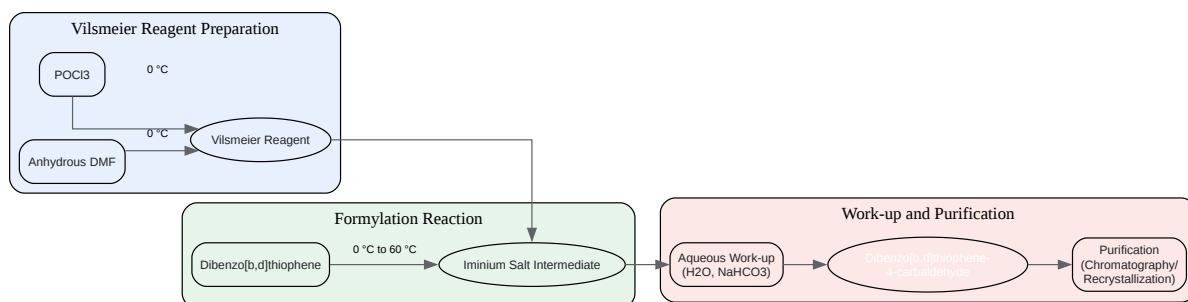 Vilsmeier Reagent Preparation
POCl3
0 °C
0 °C
Anhydrous DMF
Vilsmeier Reagent
Formylation Reaction
Dibenzo[b,d]thiophene
0 °C to 60 °C
Iminium Salt Intermediate
Work-up and Purification
Aqueous Work-up
(H2O, NaHCO3)
Dibenzo[b,d]thiophene-
4-carbaldehyde
Purification
(Chromatography/
Recrystallization)